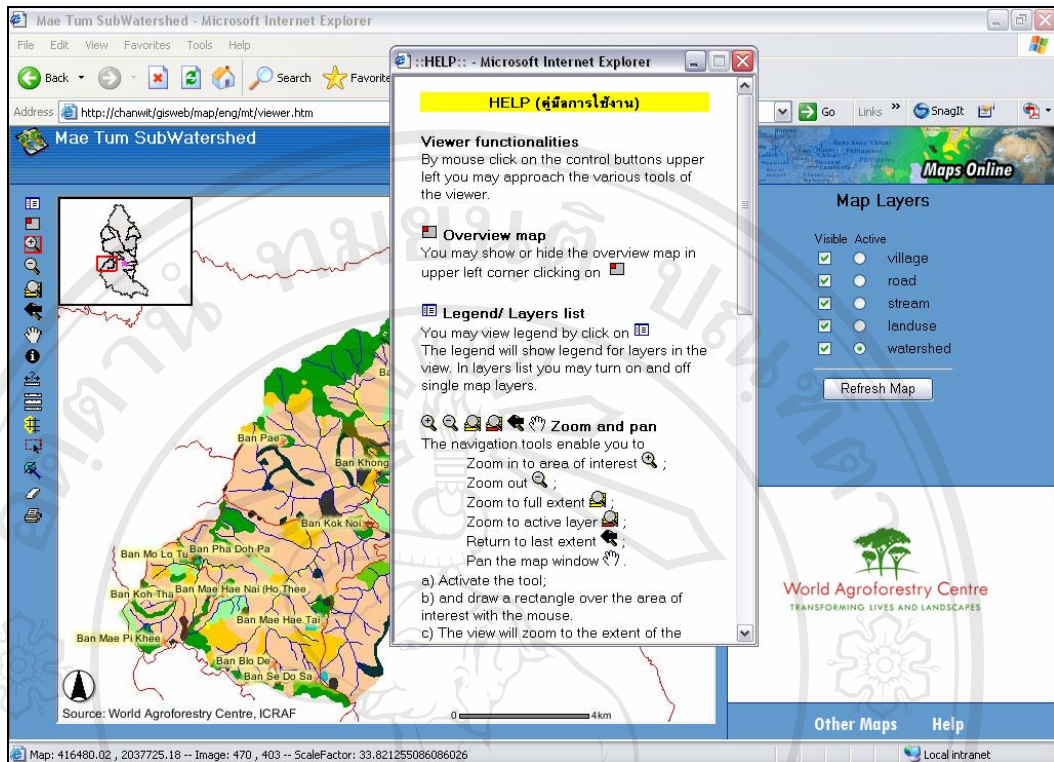 Mae Tum SubWatershed - Microsoft Internet Explorer
File Edit View Favorites Tools Help
Back
Search
Favorite
Address
http://chanwit/gisweb/map/eng/mt/viewer.htm
Go
Links »
SnagIt
Mae Tum SubWatershed
Maps Online
::HELP:: - Microsoft Internet Explorer
HELP (คู่มือการใช้งาน)
Viewer functionalities
By mouse click on the control buttons upper
left you may approach the various tools of
the viewer.
Overview map
You may show or hide the overview map in
upper left corner clicking on
Legend/ Layers list
You may view legend by click on
The legend will show legend for layers in the
view. In layers list you may turn on and off
single map layers.
Zoom and pan
The navigation tools enable you to
Zoom in to area of interest ;
Zoom out ;
Zoom to full extent ;
Zoom to active layer ;
Return to last extent ;
Pan the map window .
a) Activate the tool;
b) and draw a rectangle over the area of
interest with the mouse.
c) The view will zoom to the extent of the
Map Layers
Visible Active
village
road
stream
landuse
watershed
Refresh Map
World Agroforestry Centre
TRANSFORMING LIVES AND LANDSCAPES
Other Maps Help
Ban Pae
Ban Khong
Ban Kok Noi
Ban Mo Lo Tu
Ban Pha Doh Pa
Ban Koh Tha
Ban Mae Hae Nai (Ho Thee
Ban Mae Hae Tai
Ban Mae Pi Khee
Ban Blo De
Ban Se Do Sa
Source: World Agroforestry Centre, ICRAF
0 4km
Map: 416480.02 , 2037725.18 -- Image: 470 , 403 -- ScaleFactor: 33.821255086086026
Local intranet